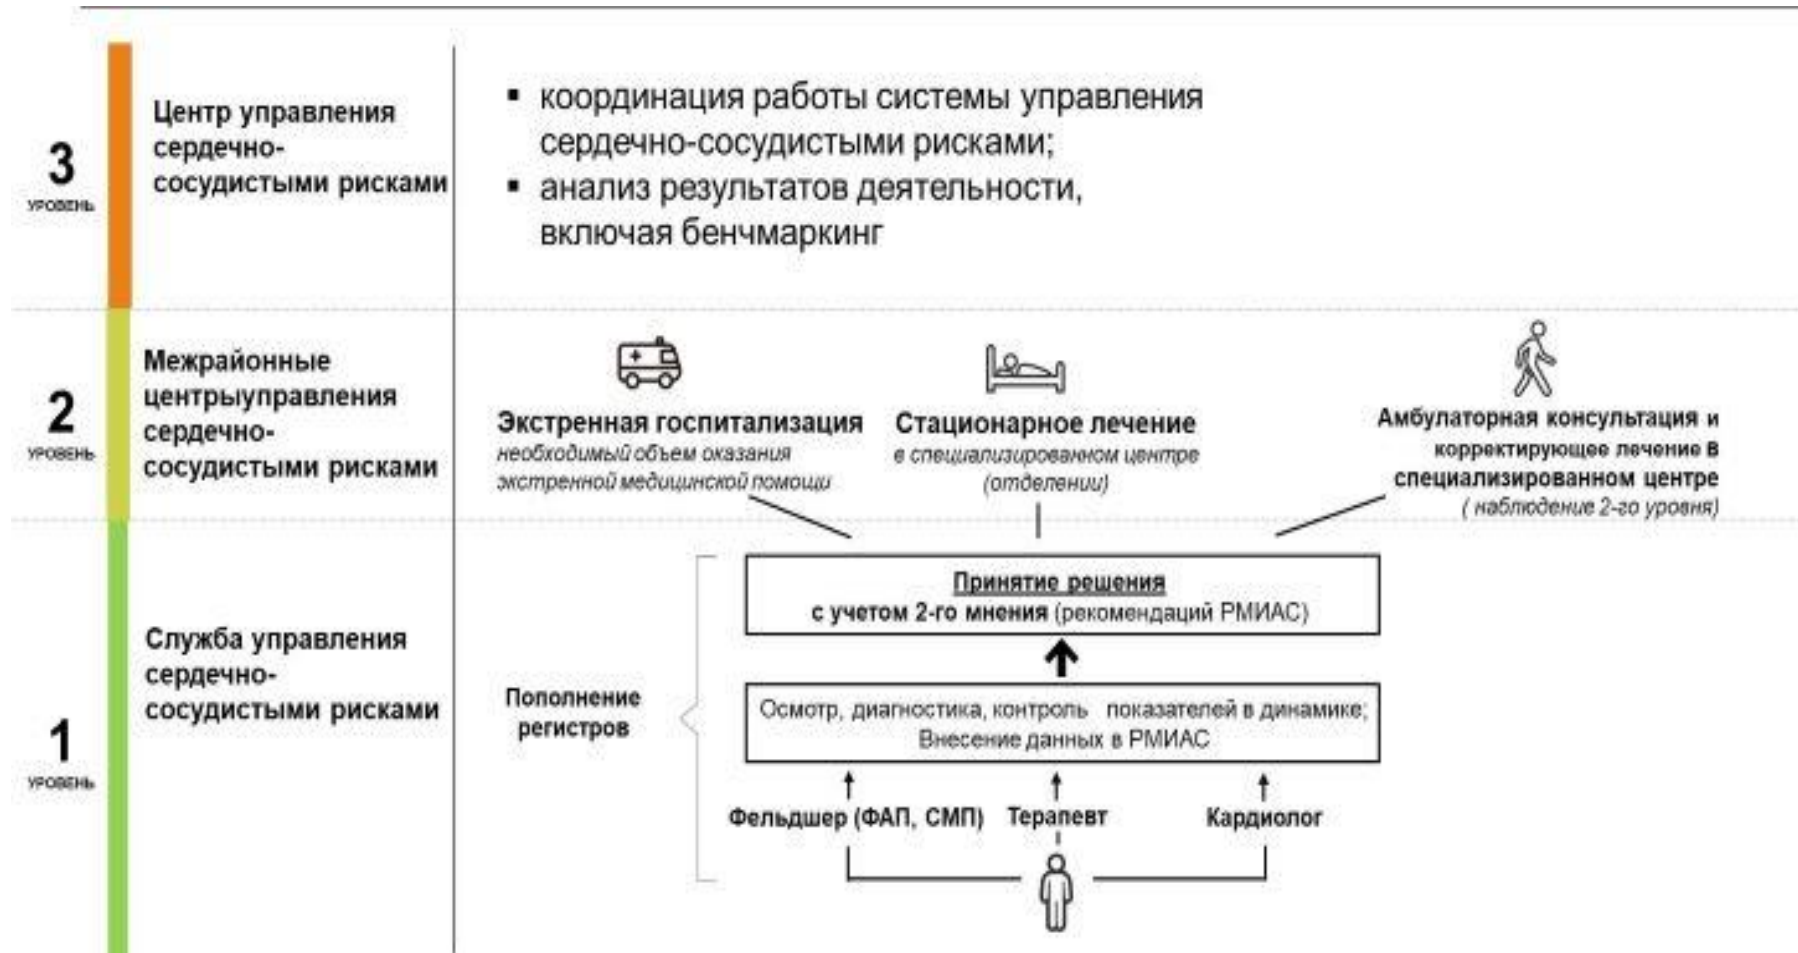 3
УРОВЕНЬ
Центр управления
сердечно-
сосудистыми рисками
▪ координация работы системы управления
сердечно-сосудистыми рисками;
▪ анализ результатов деятельности,
включая бенчмаркинг
2
УРОВЕНЬ
Межрайонные
центрыуправления
сердечно-
сосудистыми рисками
Экстренная госпитализация
необходимый объем оказания
экстренной медицинской помощи
Стационарное лечение
в специализированном центре
(отделении)
Амбулаторная консультация и
корректирующее лечение в
специализированном центре
( наблюдение 2-го уровня)
1
УРОВЕНЬ
Служба управления
сердечно-
сосудистыми рисками
Пополнение
регистров
Принятие решения
с учетом 2-го мнения (рекомендаций РМИАС)
Осмотр, диагностика, контроль показателей в динамике;
Внесение данных в РМИАС
Фельдшер (ФАП, СМП)
Терапевт
Кардиолог